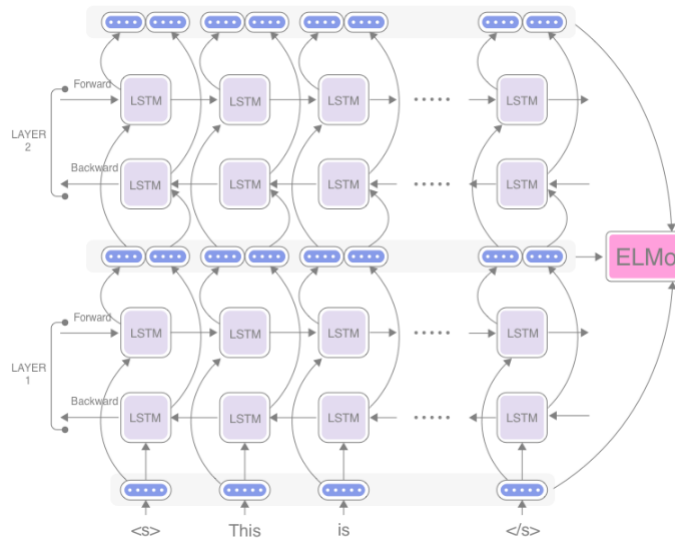 Forward
LSTM LSTM LSTM LSTM
LAYER
2
Backward
LSTM LSTM LSTM LSTM
ELMo
Forward
LSTM LSTM LSTM LSTM
LAYER
1
Backward
LSTM LSTM LSTM LSTM
<s> This is </s>